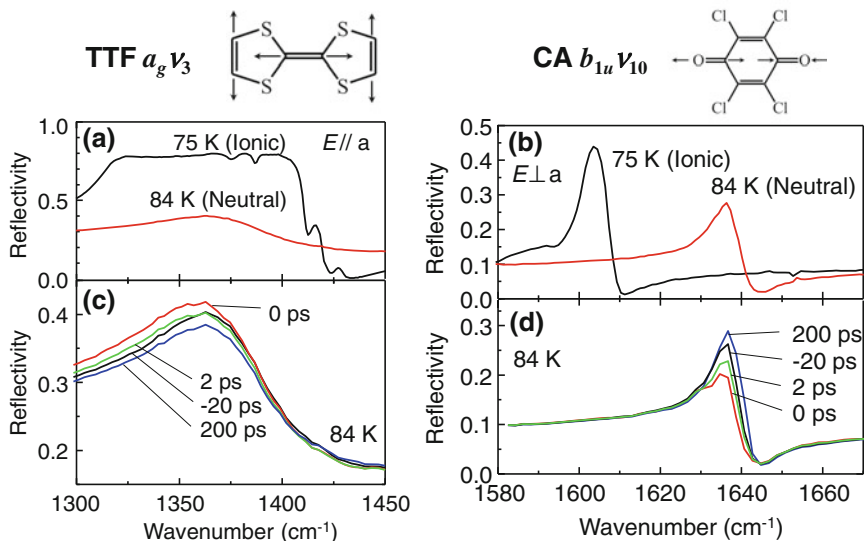 TTF a_g ν_3
S S
S S
CA b_{1u} ν_{10}
Cl Cl
O O
Cl Cl
(a)
75 K (Ionic)
E // a
84 K (Neutral)
Reflectivity
1.0
0.5
0.0
(b)
75 K (Ionic)
E⊥a
84 K (Neutral)
Reflectivity
0.5
0.4
0.3
0.2
0.1
0.0
(c)
0 ps
2 ps
-20 ps
200 ps
84 K
Reflectivity
0.4
0.3
0.2
1300 1350 1400 1450
Wavenumber (cm⁻¹)
(d)
84 K
200 ps
-20 ps
2 ps
0 ps
Reflectivity
0.3
0.2
0.1
0.0
1580 1600 1620 1640 1660
Wavenumber (cm⁻¹)